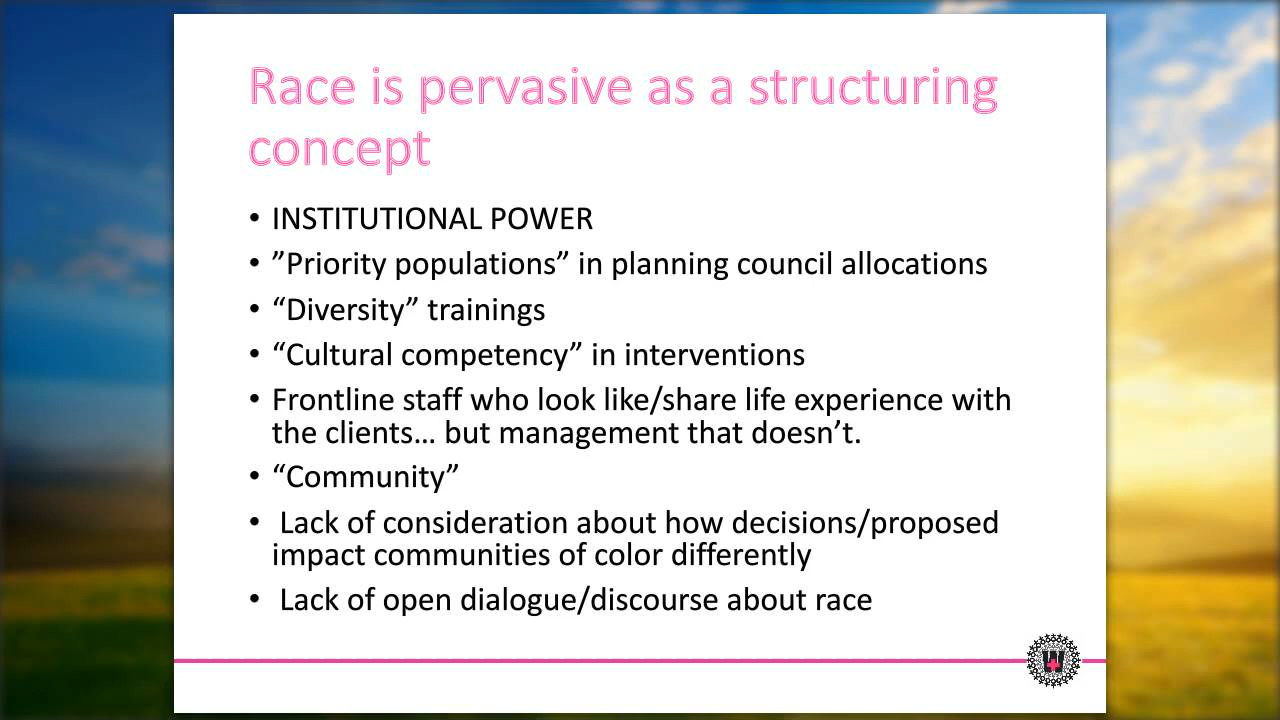 Race is pervasive as a structuring
concept
• INSTITUTIONAL POWER
• ”Priority populations” in planning council allocations
• “Diversity” trainings
• “Cultural competency” in interventions
• Frontline staff who look like/share life experience with
the clients… but management that doesn’t.
• “Community”
• Lack of consideration about how decisions/proposed
impact communities of color differently
• Lack of open dialogue/discourse about race
W